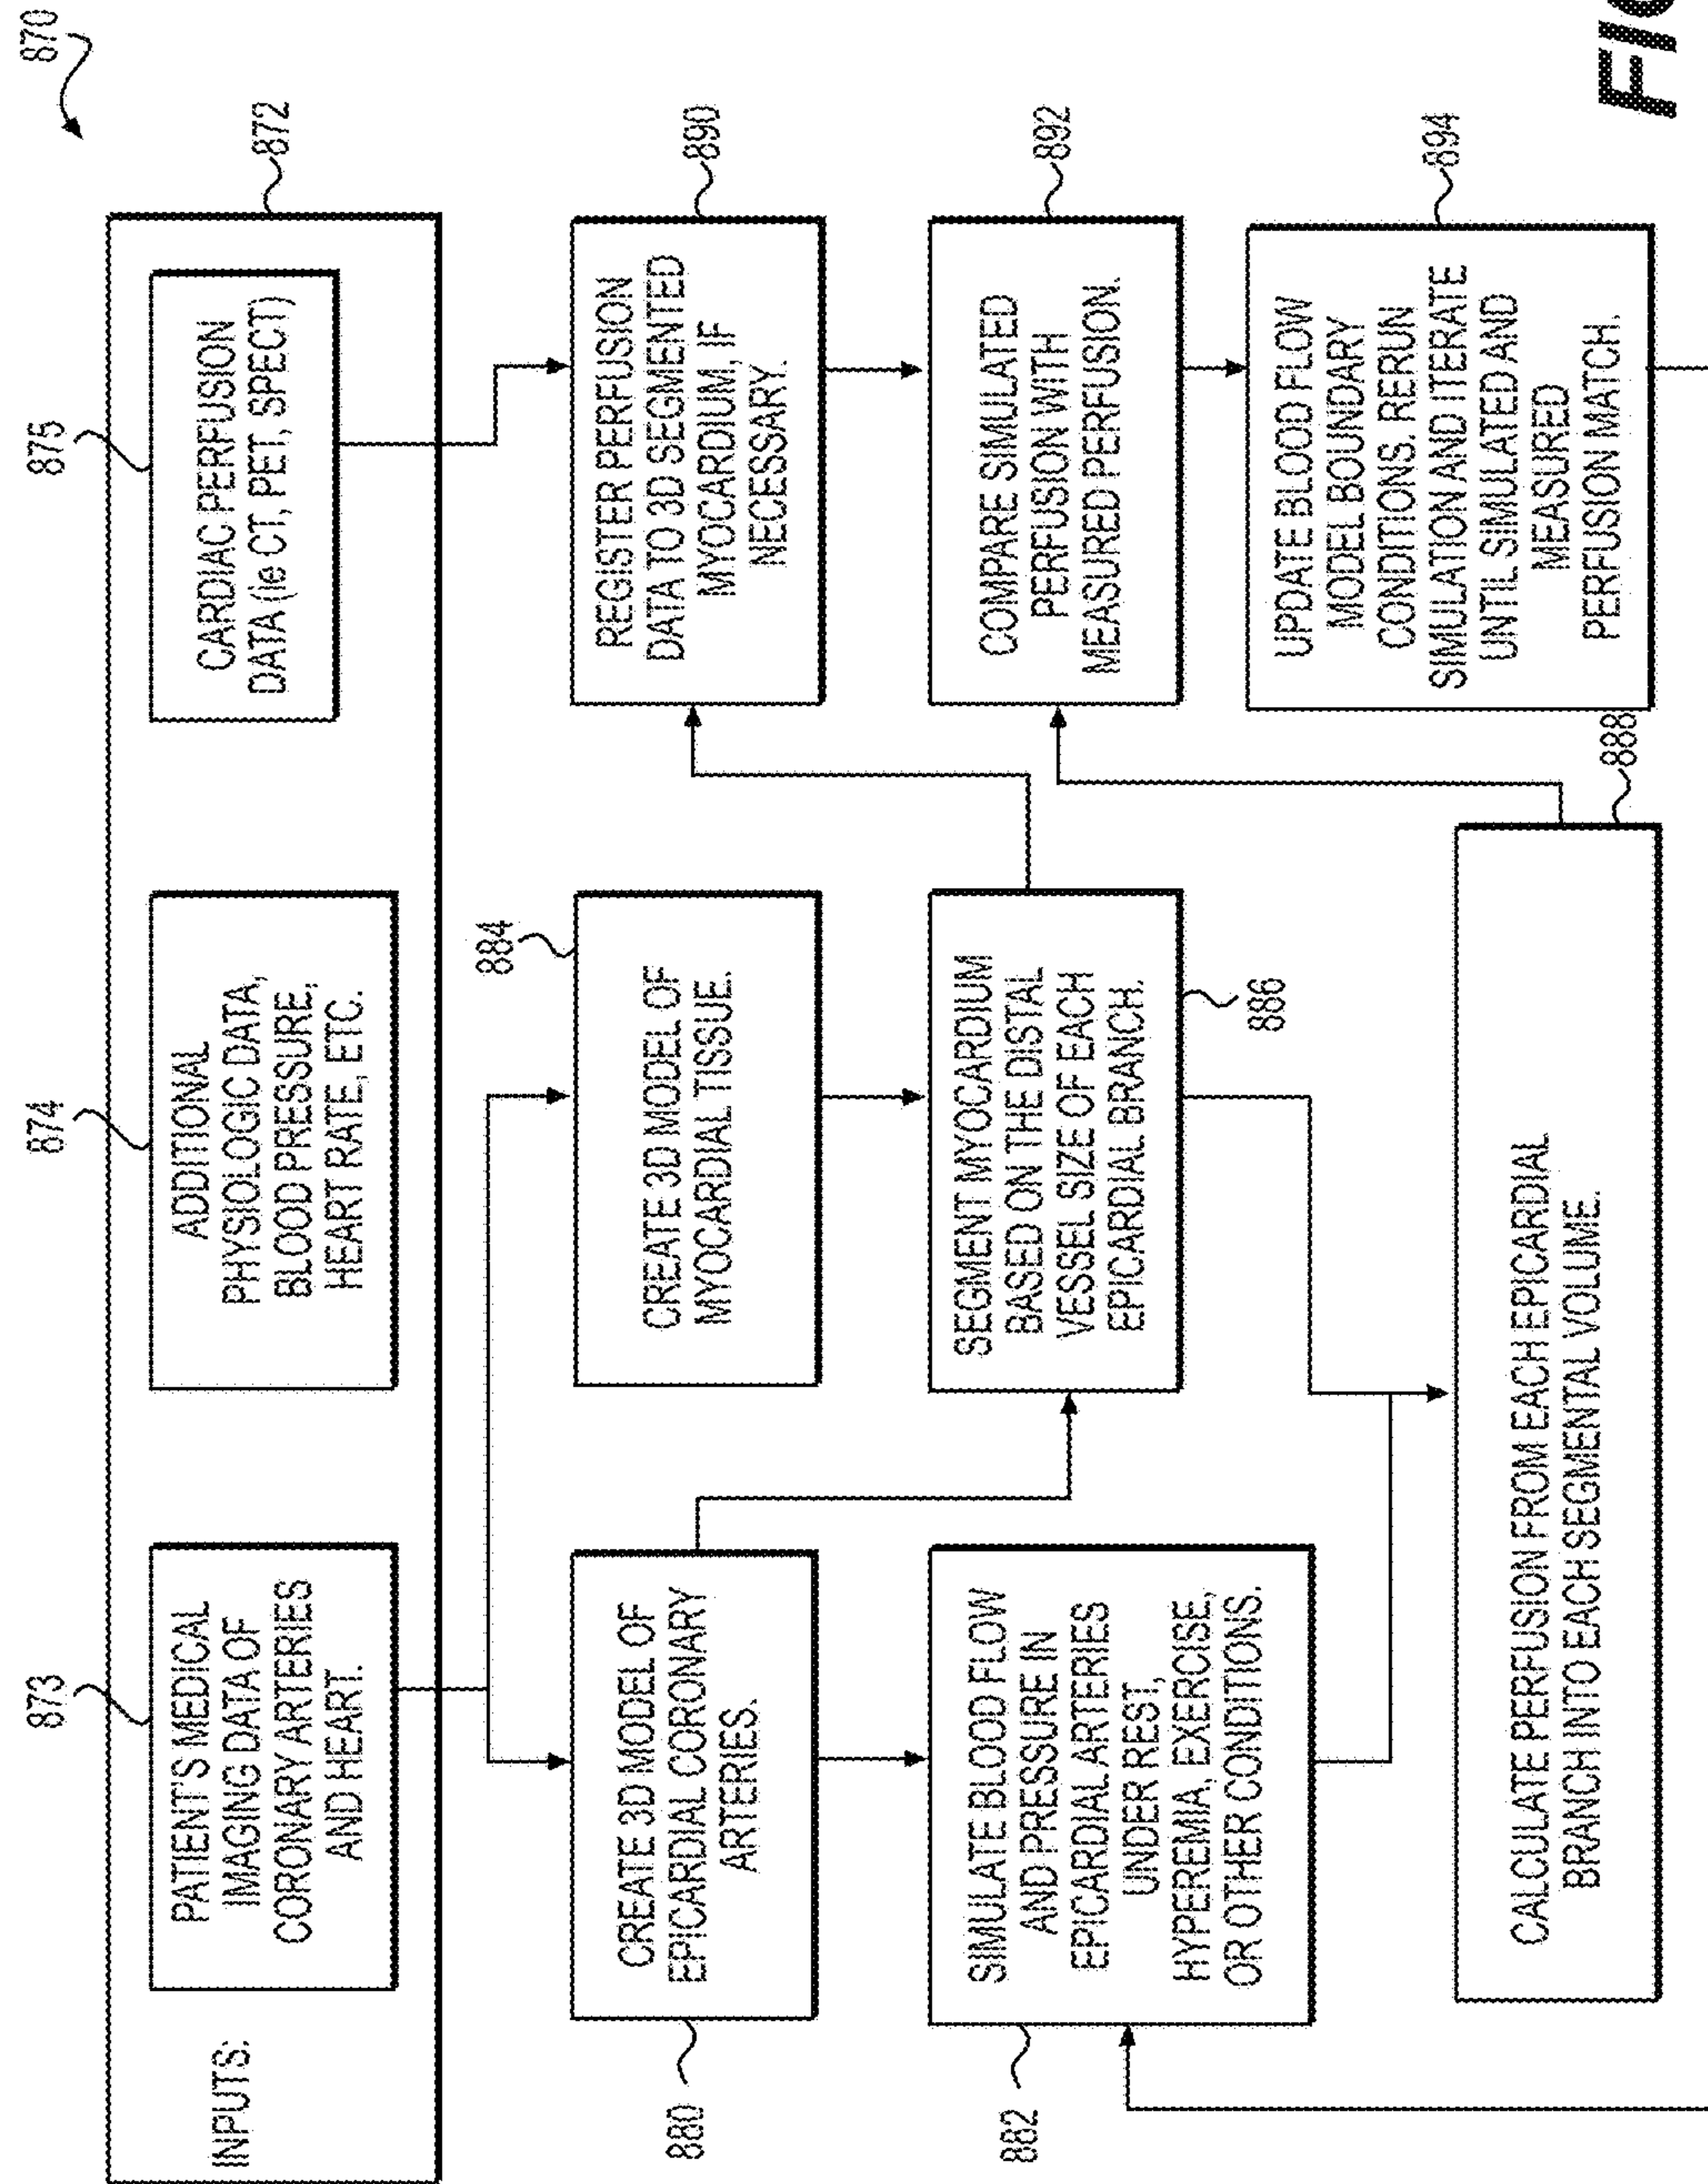 870
872
INPUTS:
873
PATIENT'S MEDICAL
IMAGING DATA OF
CORONARY ARTERIES
AND HEART.
874
ADDITIONAL
PHYSIOLOGIC DATA,
BLOOD PRESSURE,
HEART RATE, ETC.
875
CARDIAC PERFUSION
DATA (ie CT, PET, SPECT)
880
CREATE 3D MODEL OF
EPICARDIAL CORONARY
ARTERIES.
884
CREATE 3D MODEL OF
MYOCARDIAL TISSUE.
890
REGISTER PERFUSION
DATA TO 3D SEGMENTED
MYOCARDIUM, IF
NECESSARY.
882
SIMULATE BLOOD FLOW
AND PRESSURE IN
EPICARDIAL ARTERIES
UNDER REST,
HYPEREMIA, EXERCISE,
OR OTHER CONDITIONS.
886
SEGMENT MYOCARDIUM
BASED ON THE DISTAL
VESSEL SIZE OF EACH
EPICARDIAL BRANCH.
892
COMPARE SIMULATED
PERFUSION WITH
MEASURED PERFUSION.
894
UPDATE BLOOD FLOW
MODEL BOUNDARY
CONDITIONS. RERUN
SIMULATION AND ITERATE
UNTIL SIMULATED AND
MEASURED
PERFUSION MATCH.
888
CALCULATE PERFUSION FROM EACH EPICARDIAL
BRANCH INTO EACH SEGMENTAL VOLUME.